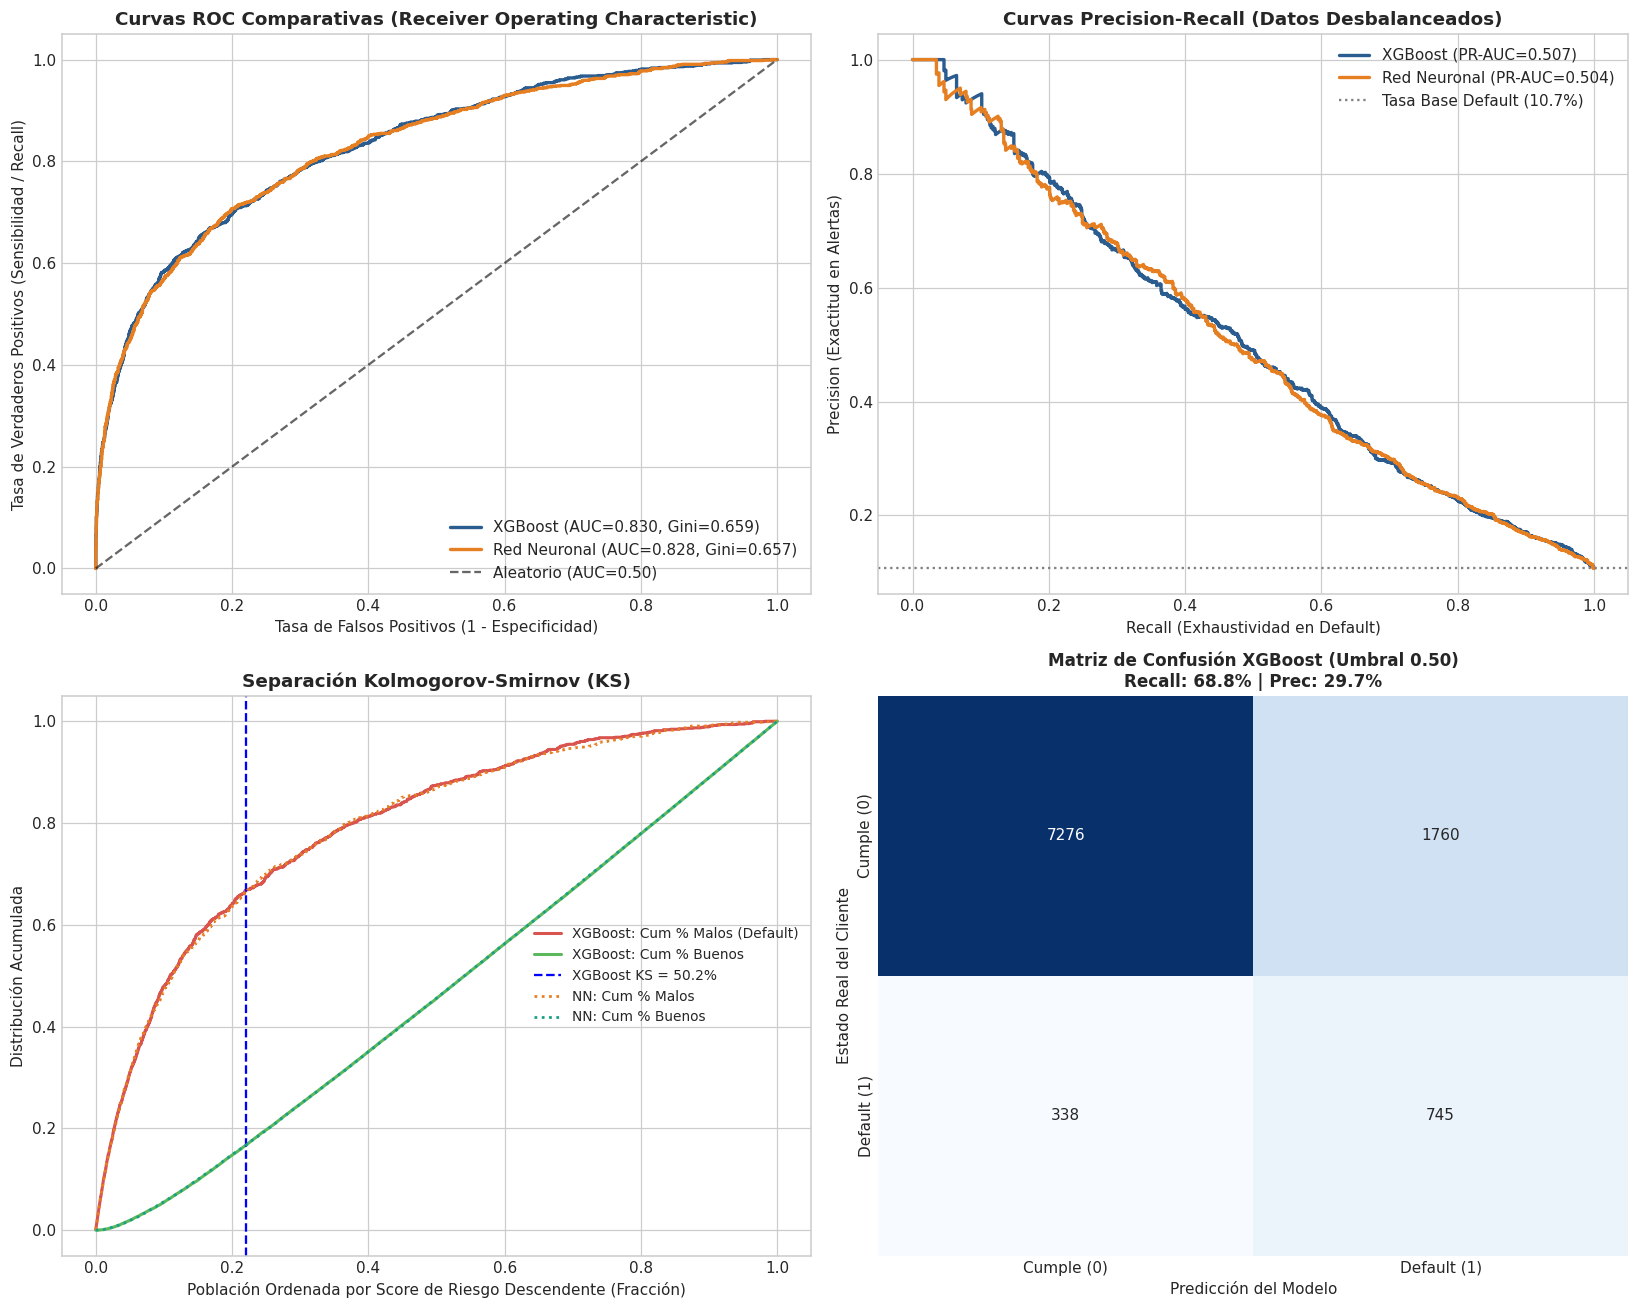 Curvas ROC Comparativas (Receiver Operating Characteristic)
Tasa de Verdaderos Positivos (Sensibilidad / Recall)
1.0
0.8
0.6
0.4
0.2
0.0
XGBoost (AUC=0.830, Gini=0.659)
Red Neuronal (AUC=0.828, Gini=0.657)
Aleatorio (AUC=0.50)
0.0 0.2 0.4 0.6 0.8 1.0
Tasa de Falsos Positivos (1 - Especificidad)
Curvas Precision-Recall (Datos Desbalanceados)
Precision (Exactitud en Alertas)
1.0
0.8
0.6
0.4
0.2
XGBoost (PR-AUC=0.507)
Red Neuronal (PR-AUC=0.504)
Tasa Base Default (10.7%)
0.0 0.2 0.4 0.6 0.8 1.0
Recall (Exhaustividad en Default)
Separación Kolmogorov-Smirnov (KS)
Distribución Acumulada
1.0
0.8
0.6
0.4
0.2
0.0
XGBoost: Cum % Malos (Default)
XGBoost: Cum % Buenos
XGBoost KS = 50.2%
NN: Cum % Malos
NN: Cum % Buenos
0.0 0.2 0.4 0.6 0.8 1.0
Población Ordenada por Score de Riesgo Descendente (Fracción)
Matriz de Confusión XGBoost (Umbral 0.50)
Recall: 68.8% | Prec: 29.7%
Estado Real del Cliente
Cumple (0)
7276 1760
Default (1)
338 745
Cumple (0) Default (1)
Predicción del Modelo